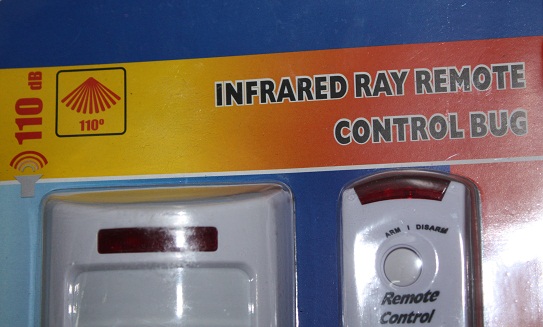 110 dB
110°
INFRARED RAY REMOTE
CONTROL BUG
ARM | DISARM
Remote
Control